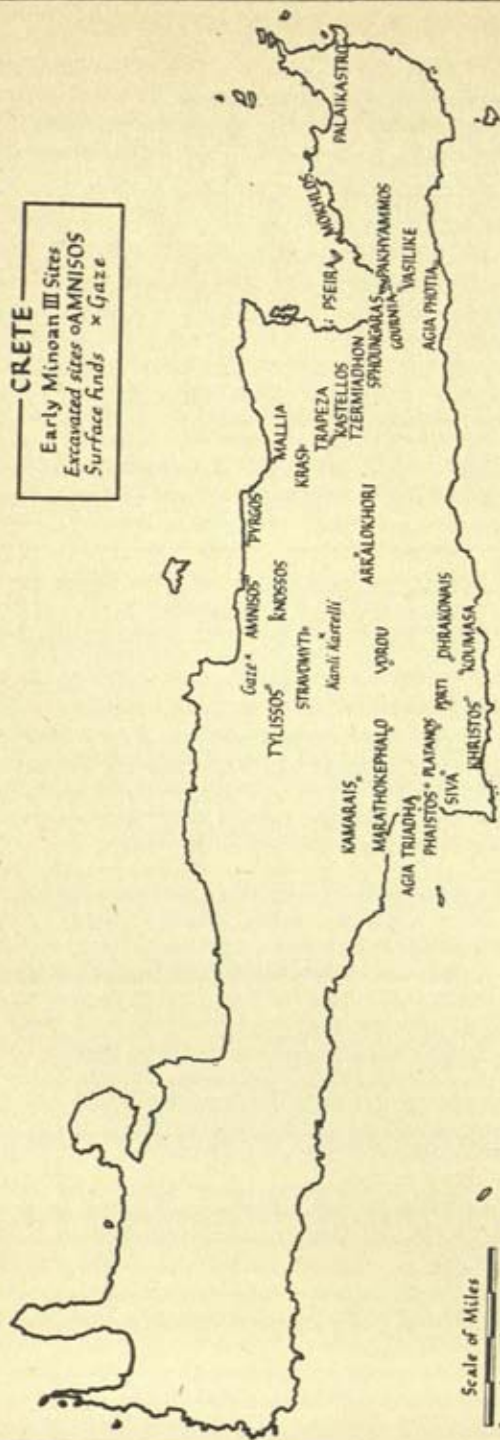 CRETE
Early Minoan III Sites
Excavated sites o AMNISOS
Surface finds × Gaze
PALAIKASTRO
MOKHLOS
PSEIRA
PAKHYAMMOS
SPHOUNGARAS
GOURNIA
VASILIKE
AGIA PHOTIA
MALLIA
KRASI
TRAPEZA
KASTELLOS
TZERMIADHON
PYRGOS
AMNISOS
Gaze
KNOSSOS
TYLISSOS
STRAVOMYTI
Kanli Kastelli
ARKALOKHORI
VOROU
DHRAKONAIS
KOUMASA
PORTI
PLATANOS
KHRISTOS
SIVA
KAMARAIS
MARATHOKEPHALO
AGIA TRIADHA
PHAISTOS
Scale of Miles